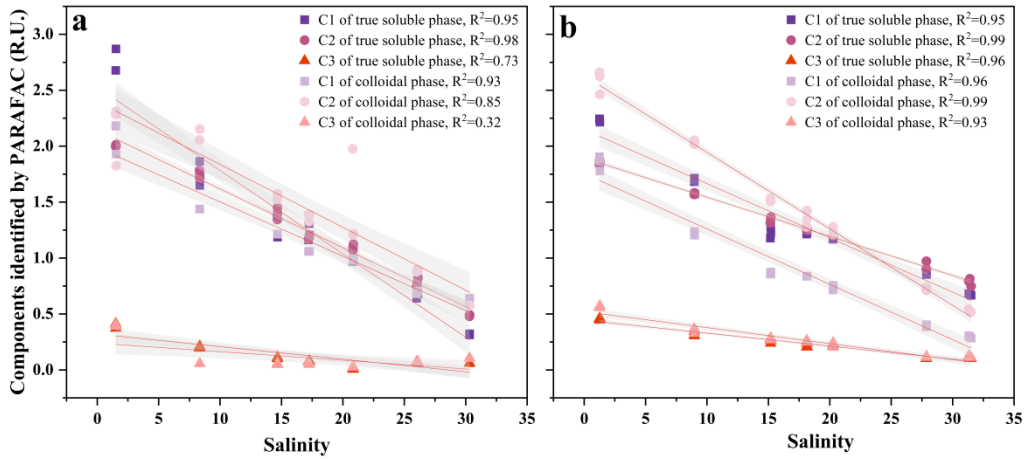 Components identified by PARAFAC (R.U.)
a
C1 of true soluble phase, R²=0.95
C2 of true soluble phase, R²=0.98
C3 of true soluble phase, R²=0.73
C1 of colloidal phase, R²=0.93
C2 of colloidal phase, R²=0.85
C3 of colloidal phase, R²=0.32
3.0
2.5
2.0
1.5
1.0
0.5
0.0
0 5 10 15 20 25 30 35
Salinity
b
C1 of true soluble phase, R²=0.95
C2 of true soluble phase, R²=0.99
C3 of true soluble phase, R²=0.96
C1 of colloidal phase, R²=0.96
C2 of colloidal phase, R²=0.99
C3 of colloidal phase, R²=0.93
0 5 10 15 20 25 30 35
Salinity